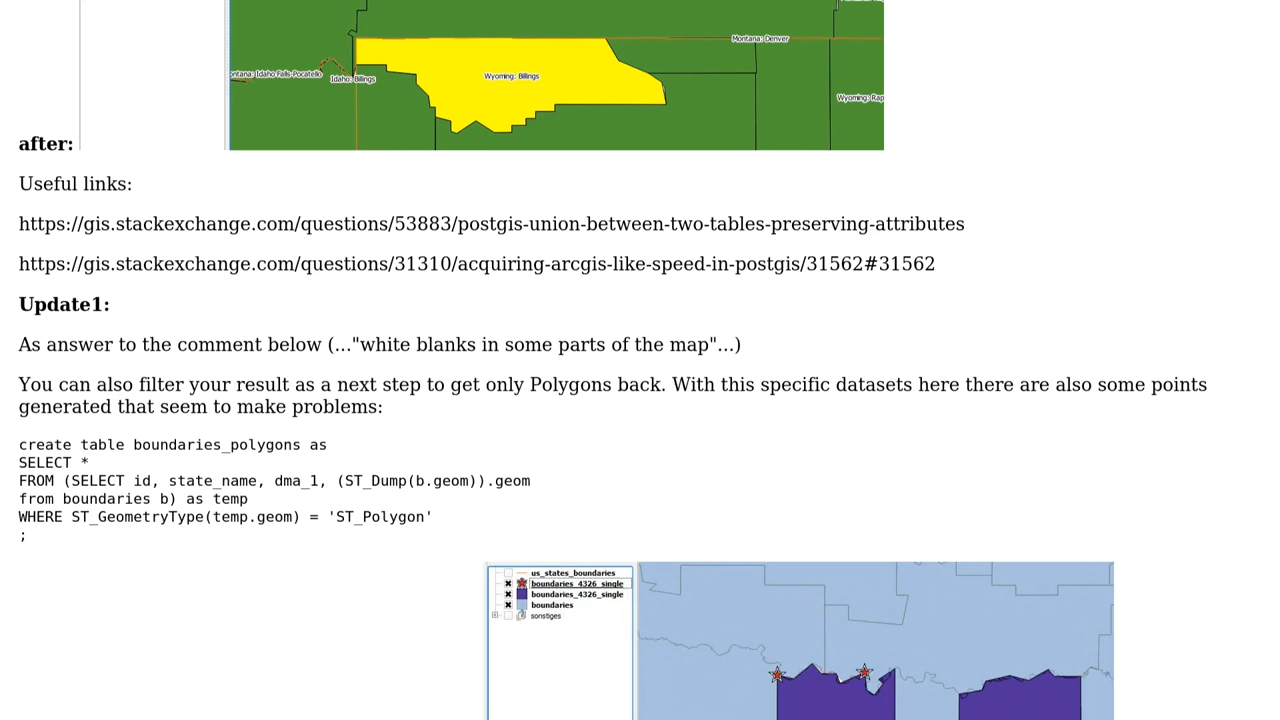 Montana: Denver
ontana: Idaho Falls-Pocatello
Idaho: Billings
Wyoming: Billings
Wyoming: Rap
after:
Useful links:
https://gis.stackexchange.com/questions/53883/postgis-union-between-two-tables-preserving-attributes
https://gis.stackexchange.com/questions/31310/acquiring-arcgis-like-speed-in-postgis/31562#31562
Update1:
As answer to the comment below (..."white blanks in some parts of the map"...)
You can also filter your result as a next step to get only Polygons back. With this specific datasets here there are also some points
generated that seem to make problems:
create table boundaries_polygons as
SELECT *
FROM (SELECT id, state_name, dma_1, (ST_Dump(b.geom)).geom
from boundaries b) as temp
WHERE ST_GeometryType(temp.geom) = 'ST_Polygon'
;
us_states_boundaries
boundaries_4326_single
boundaries_4326_single
boundaries
sonstiges